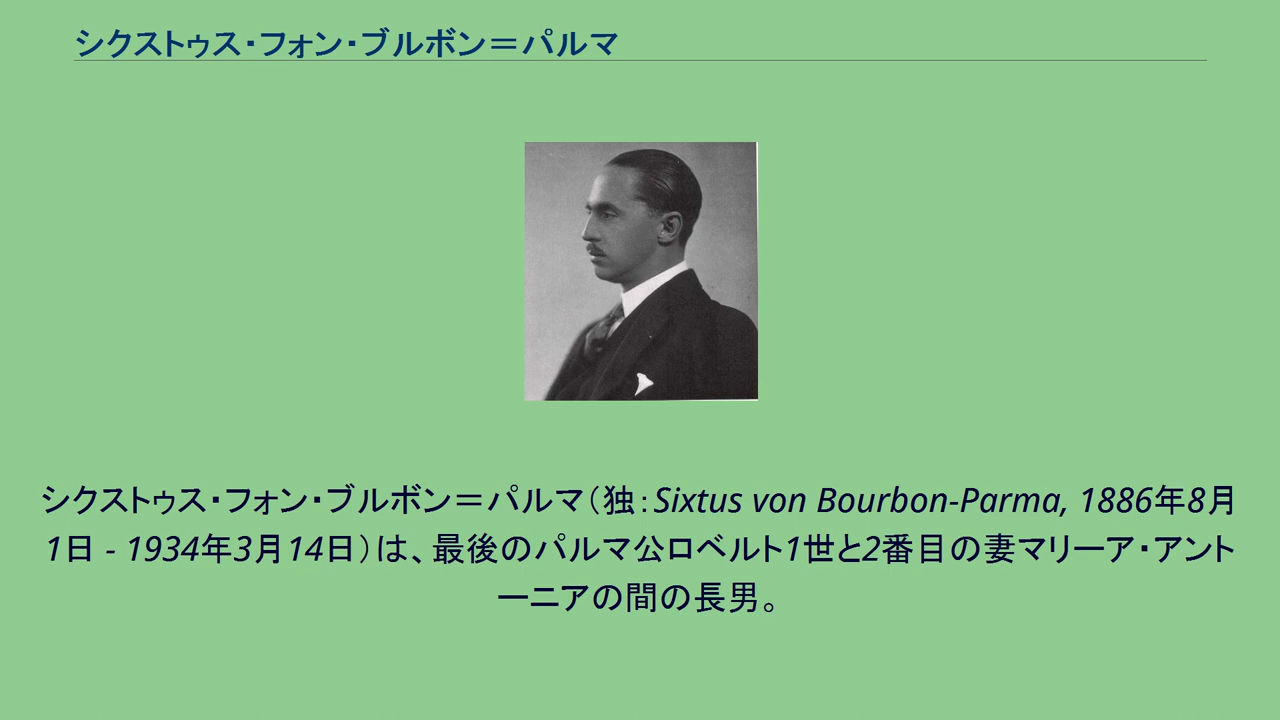 シクストゥス・フォン・ブルボン＝パルマ
シクストゥス・フォン・ブルボン＝パルマ（独：Sixtus von Bourbon-Parma, 1886年8月
1日 - 1934年3月14日）は、最後のパルマ公ロベルト1世と2番目の妻マリーア・アント
ーニアの間の長男。